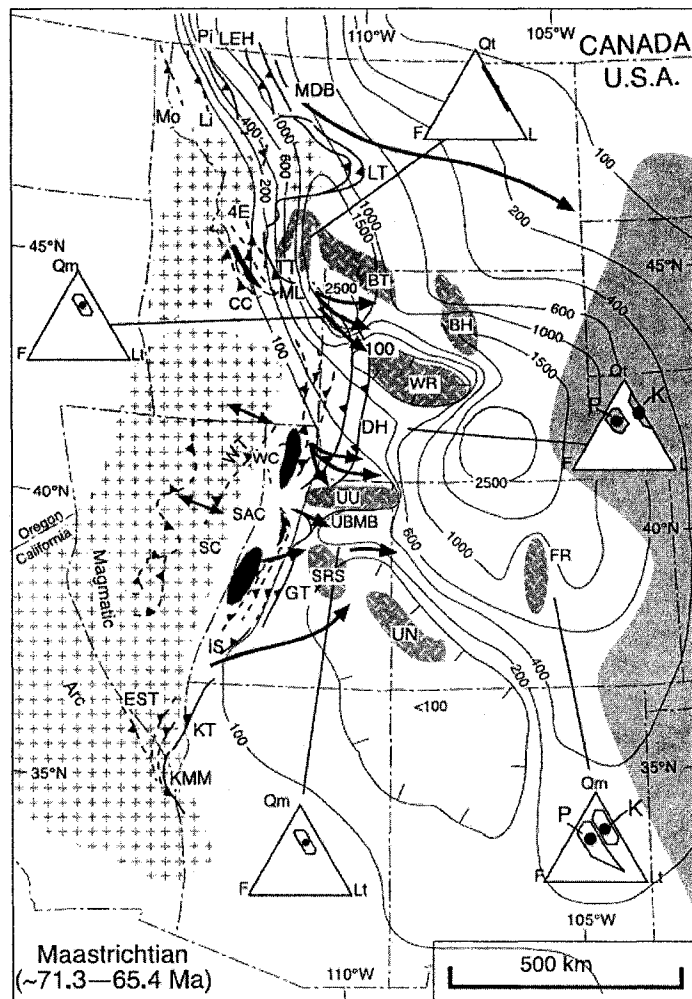 110°W
105°W
CANADA
U.S.A.
Pi LEH
Qt
F
L
MDB
Mo
Li
400
1000
600
200
100
LT
1000
1500
200
4E
45°N
45°N
Qm
F
Lt
TT
ML
CC
2500
BT
BH
100
100
WR
400
600
1000
1500
Qt
P
K
F
L
DH
WT
WC
2500
40°N
40°N
UU
UBMB
SAC
SC
Oregon
California
Magmatic
Arc
600
1000
FR
SRS
GT
UN
IS
400
200
<100
EST
KT
100
35°N
35°N
KMM
Qm
F
Lt
Qm
P
K
F
Lt
105°W
Maastrichtian
(~71.3–65.4 Ma)
110°W
500 km